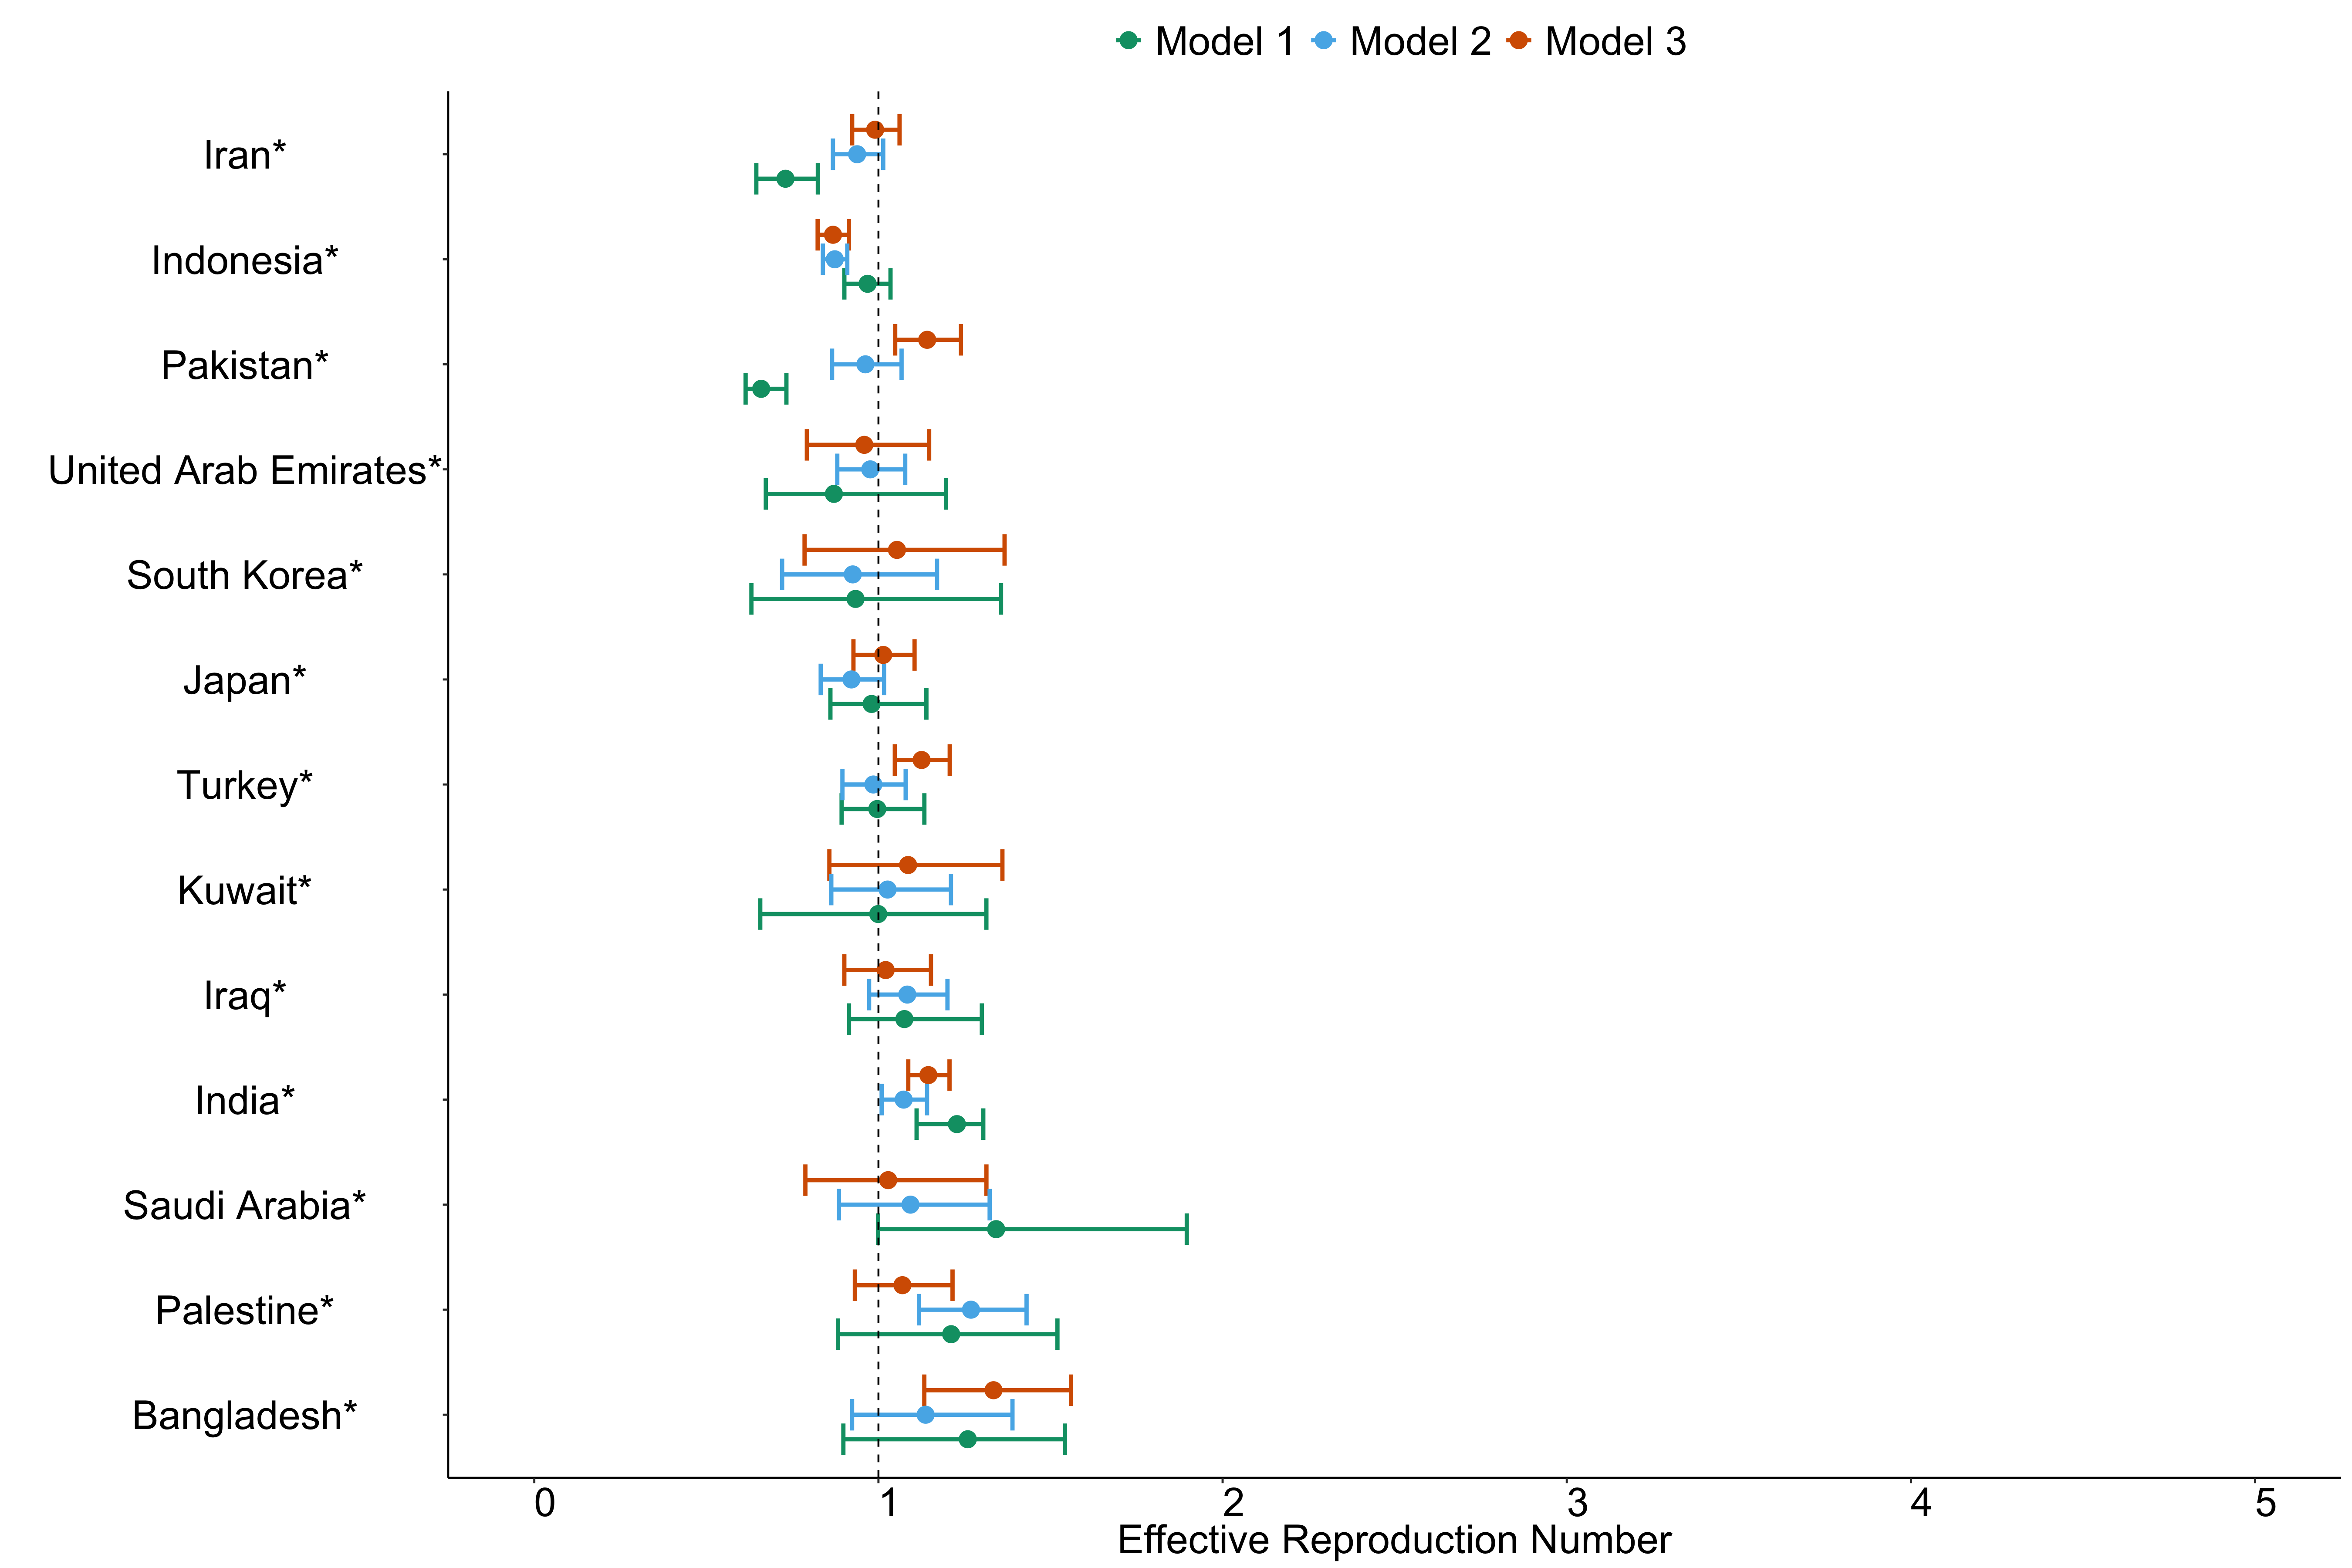 Model 1 Model 2 Model 3
Iran*
Indonesia*
Pakistan*
United Arab Emirates*
South Korea*
Japan*
Turkey*
Kuwait*
Iraq*
India*
Saudi Arabia*
Palestine*
Bangladesh*
0 1 2 3 4 5
Effective Reproduction Number